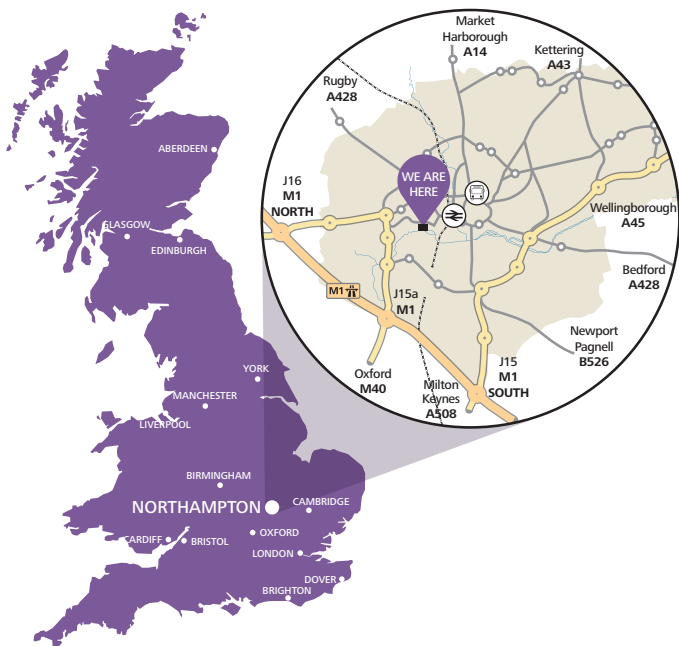 Market
Harborough
A14
Kettering
A43
Rugby
A428
WE ARE
HERE
J16
M1
NORTH
Wellingborough
A45
Bedford
A428
M1
J15a
M1
Newport
Pagnell
B526
J15
M1
SOUTH
Oxford
M40
Milton
Keynes
A508
ABERDEEN
GLASGOW
EDINBURGH
YORK
MANCHESTER
LIVERPOOL
BIRMINGHAM
NORTHAMPTON
CAMBRIDGE
OXFORD
CARDIFF
BRISTOL
LONDON
DOVER
BRIGHTON